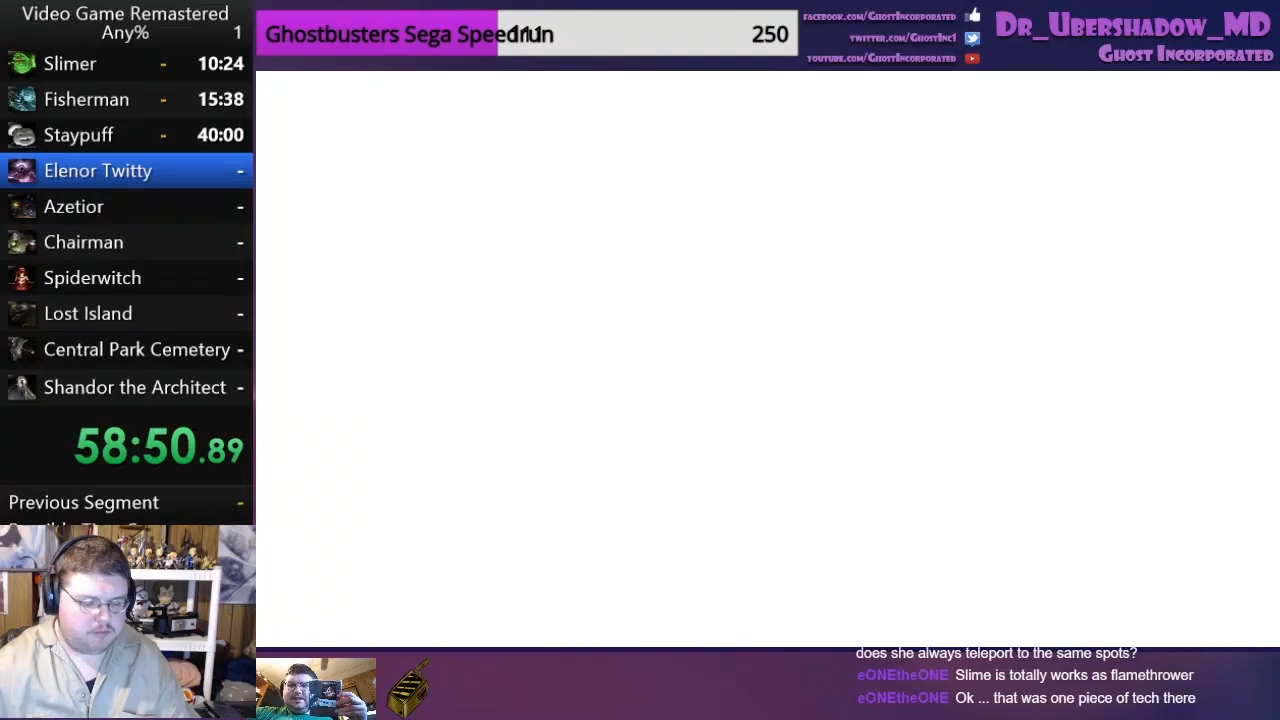 Video Game Remastered
Any% 1
Slimer - 10:24
Fisherman - 15:38
Staypuff - 40:00
Elenor Twitty -
Azetior -
Chairman -
Spiderwitch -
Lost Island -
Central Park Cemetery -
Shandor the Architect -
58:50.89
Previous Segment -
Ghostbusters Sega Speedrun 250
facebook.com/GhostIncorporated
twitter.com/GhostInc1
youtube.com/GhostIncorporated
Dr_Ubershadow_MD
Ghost Incorporated
does she always teleport to the same spots?
eONEtheONE Slime is totally works as flamethrower
eONEtheONE Ok ... that was one piece of tech there